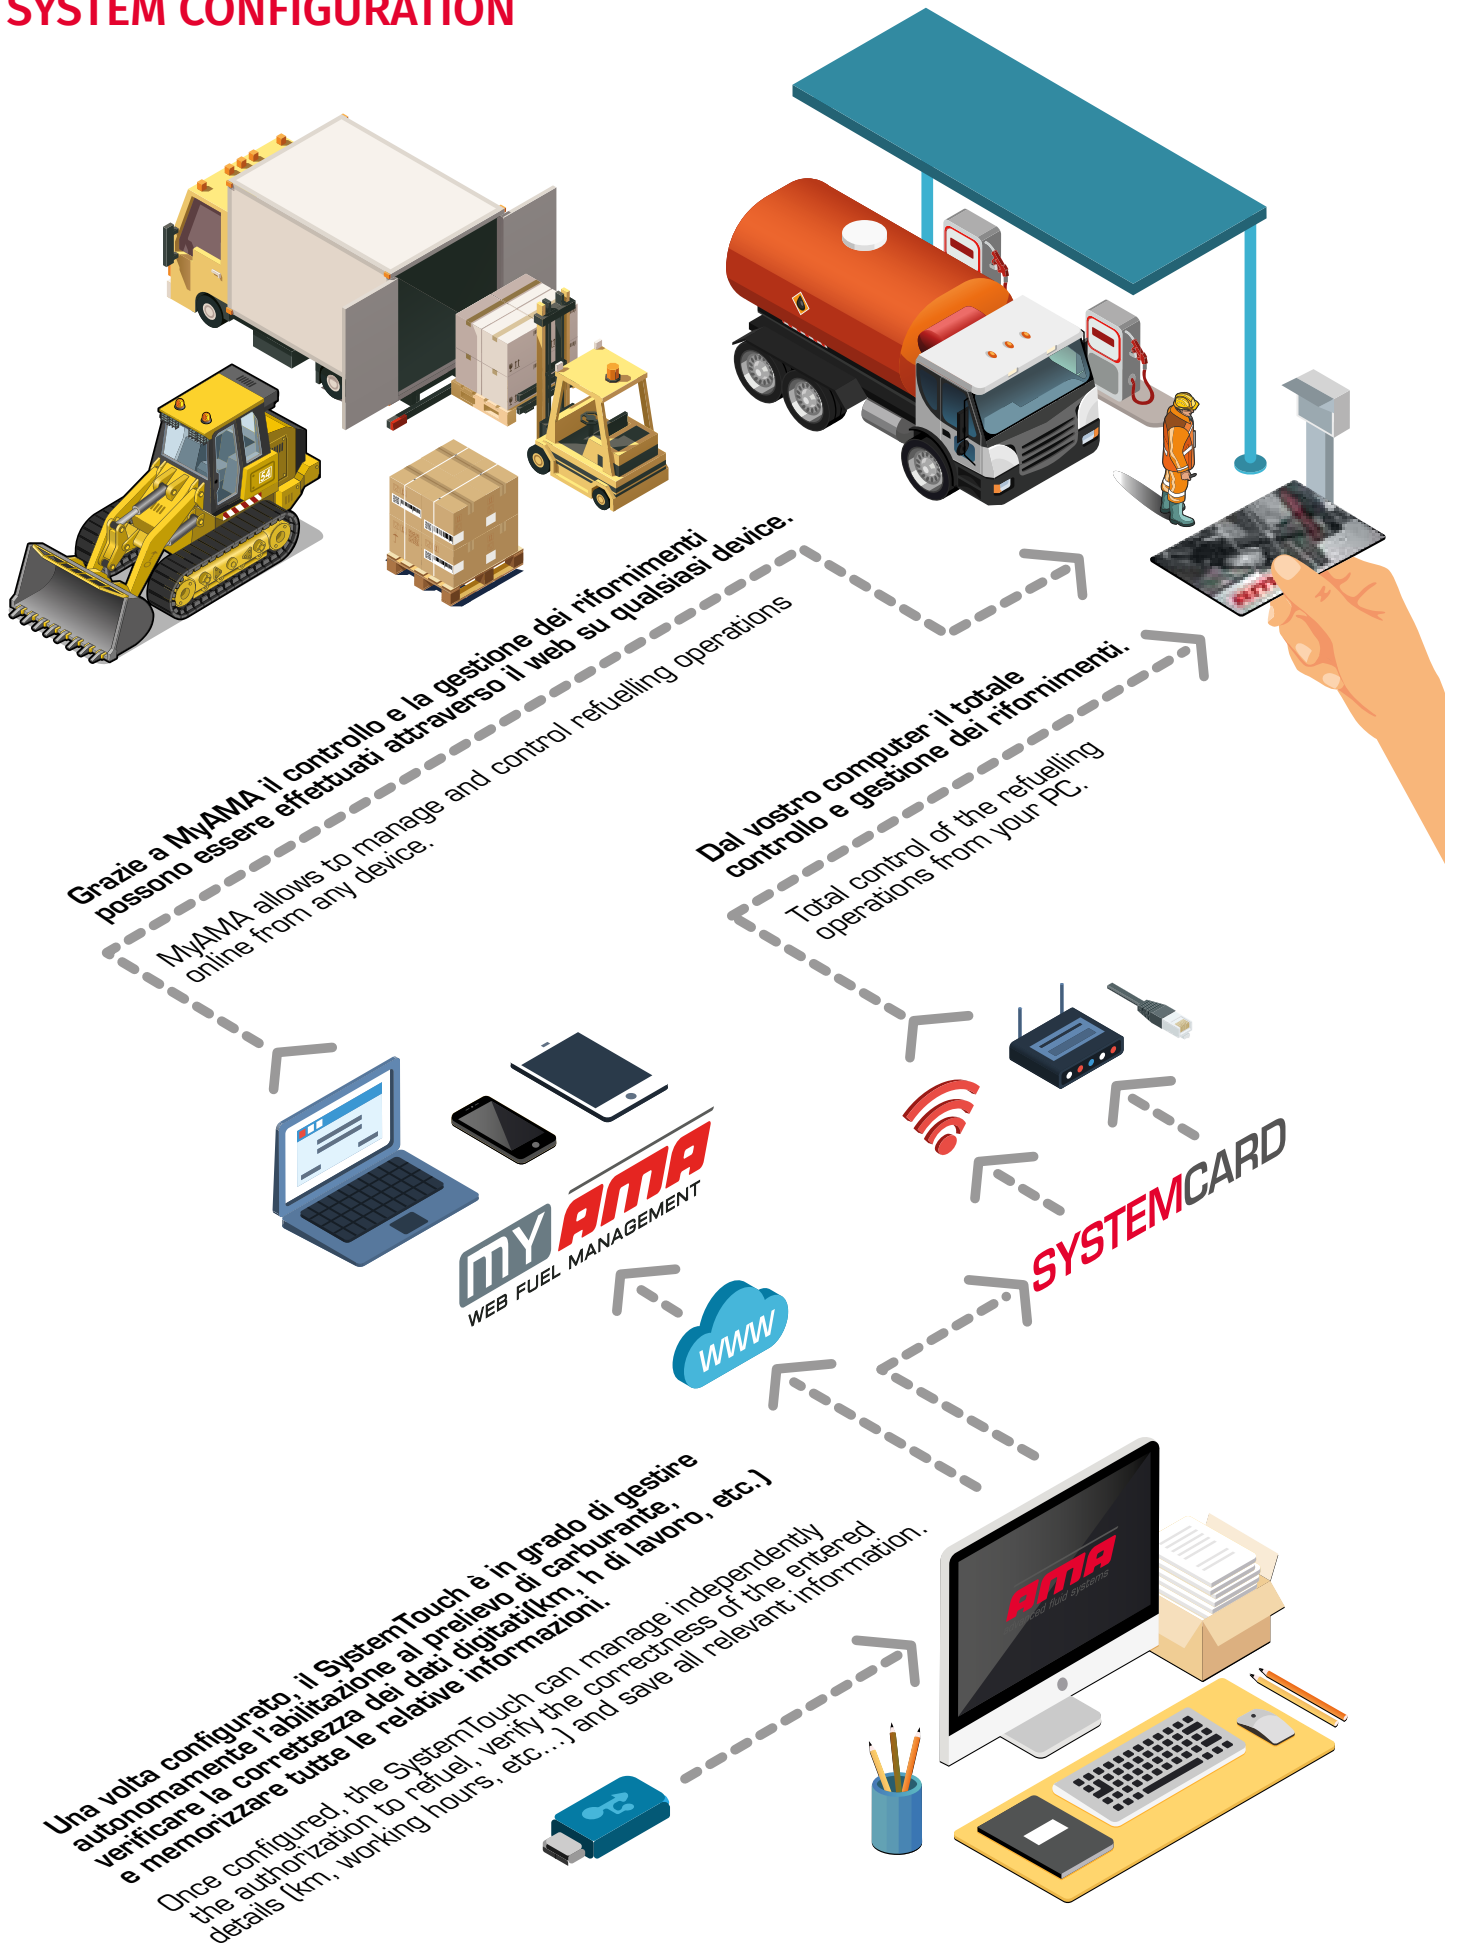 SYSTEM CONFIGURATION
54
Grazie a MyAMA il controllo e la gestione dei rifornimenti
possono essere effettuati attraverso il web su qualsiasi device.
MyAMA allows to manage and control refuelling operations
online from any device.
Dal vostro computer il totale
controllo e gestione dei rifornimenti.
Total control of the refuelling
operations from your PC.
MY AMA
WEB FUEL MANAGEMENT
SYSTEMCARD
WWW
Una volta configurato, il SystemTouch è in grado di gestire
autonomamente l'abilitazione al prelievo di carburante,
verificare la correttezza dei dati digitati(km, h di lavoro, etc.)
e memorizzare tutte le relative informazioni.
Once configured, the SystemTouch can manage independently
the authorization to refuel, verify the correctness of the entered
details (km, working hours, etc...) and save all relevant information.
AMA
fluid systems